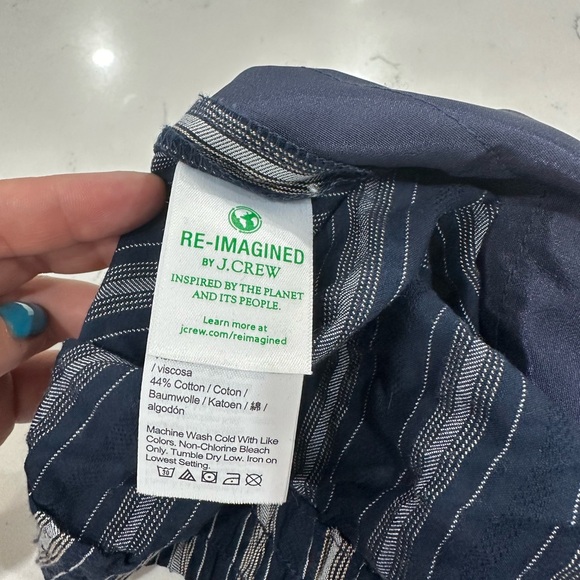 RE-IMAGINED
BY J.CREW
INSPIRED BY THE PLANET
AND ITS PEOPLE.
Learn more at
jcrew.com/reimagined
/ viscosa
44% Cotton / Coton /
Baumwolle / Katoen / 綿 /
algodón
Machine Wash Cold With Like
Colors. Non-Chlorine Bleach
Only. Tumble Dry Low. Iron on
Lowest Setting.
30